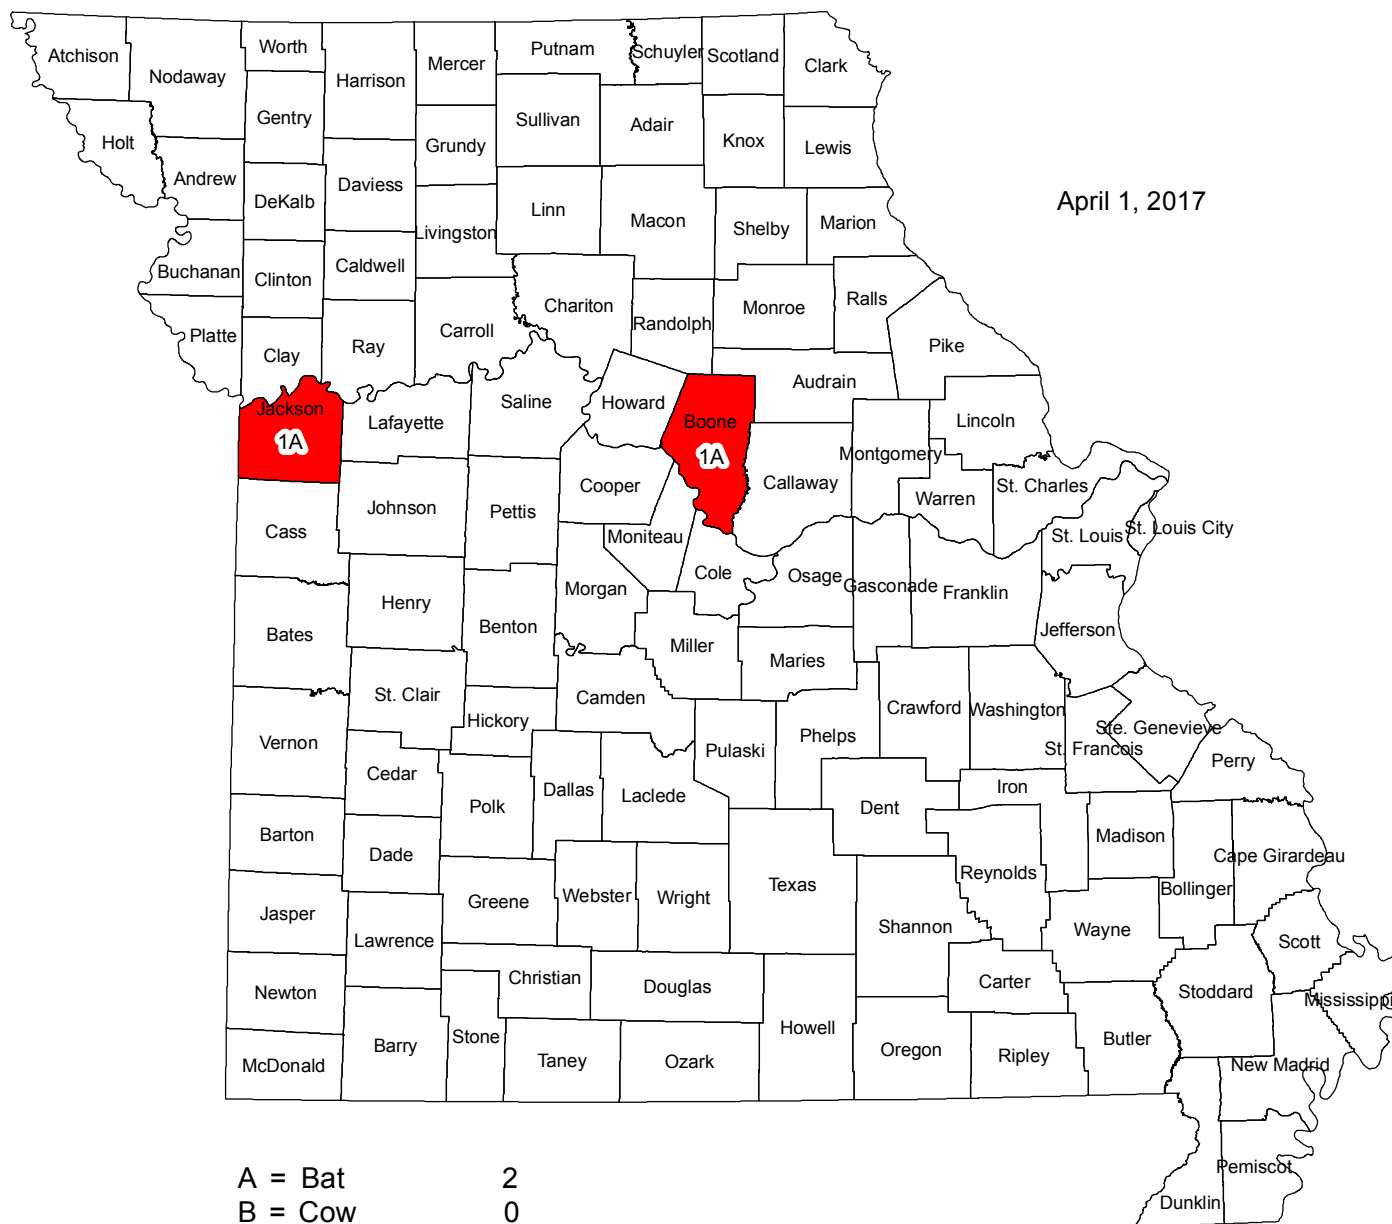 Atchison
Nodaway
Worth
Harrison
Mercer
Putnam
Schuyler
Scotland
Clark
Holt
Gentry
Grundy
Sullivan
Adair
Knox
Lewis
Andrew
DeKalb
Daviess
Livingston
Linn
Macon
Shelby
Marion
April 1, 2017
Buchanan
Clinton
Caldwell
Chariton
Randolph
Monroe
Ralls
Platte
Clay
Ray
Carroll
Pike
Jackson
1A
Lafayette
Saline
Howard
Boone
1A
Audrain
Lincoln
Montgomery
Cass
Johnson
Pettis
Cooper
Moniteau
Callaway
Warren
St. Charles
St. Louis
St. Louis City
Bates
Henry
Benton
Morgan
Cole
Osage
Gasconade
Franklin
Jefferson
Miller
Maries
St. Clair
Hickory
Camden
Vernon
Pulaski
Phelps
Crawford
Washington
St. Francois
Ste. Genevieve
Perry
Cedar
Polk
Dallas
Laclede
Dent
Iron
Barton
Dade
Madison
Cape Girardeau
Bollinger
Jasper
Lawrence
Greene
Webster
Wright
Texas
Shannon
Reynolds
Wayne
Scott
Newton
Christian
Douglas
Carter
Stoddard
Mississippi
McDonald
Barry
Stone
Taney
Ozark
Howell
Oregon
Ripley
Butler
New Madrid
Pemiscot
Dunklin
A = Bat 2
B = Cow 0